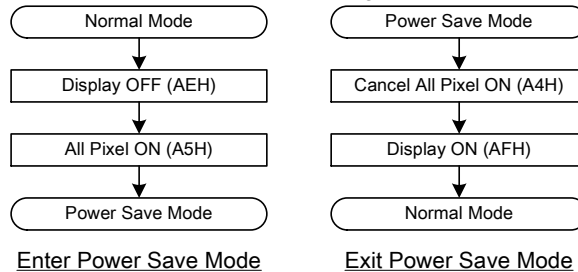 Normal Mode
Display OFF (AEH)
All Pixel ON (A5H)
Power Save Mode
Enter Power Save Mode
Power Save Mode
Cancel All Pixel ON (A4H)
Display ON (AFH)
Normal Mode
Exit Power Save Mode